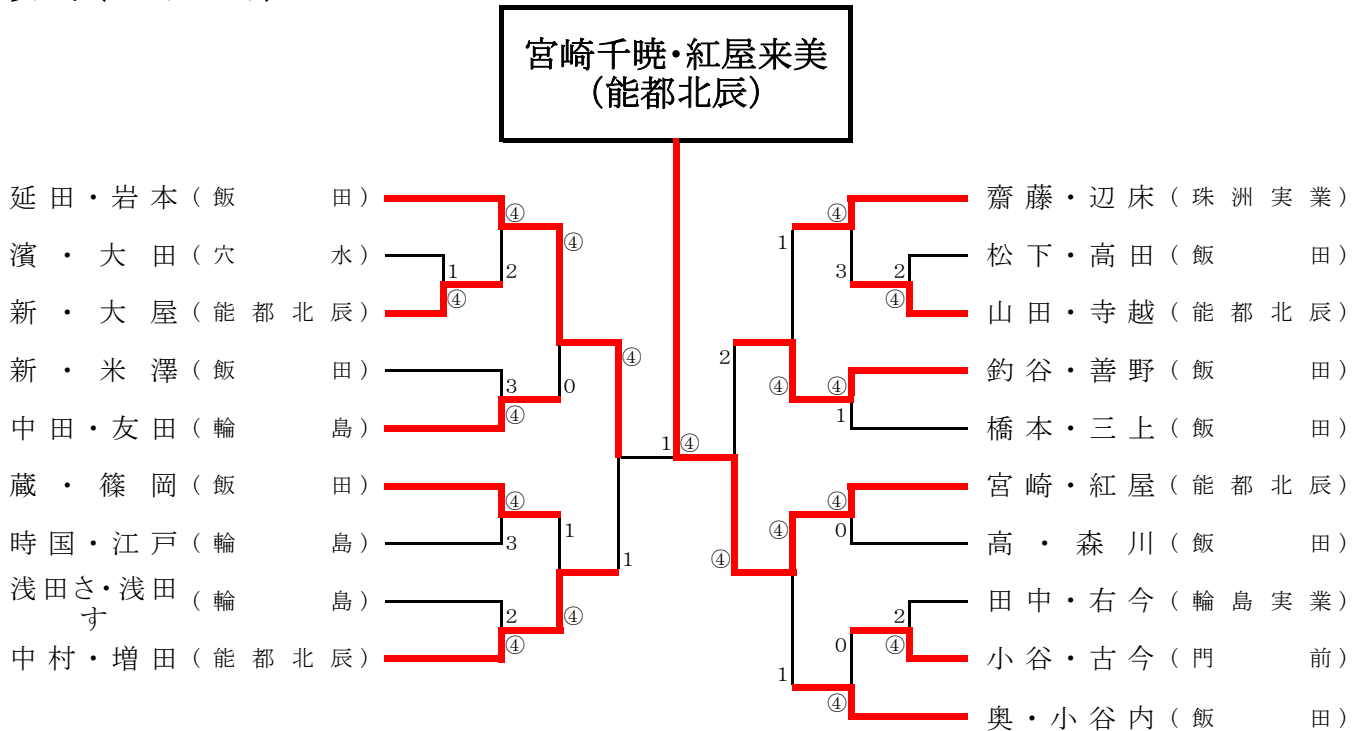 宮崎千暁・紅屋来美
(能都北辰)
延田・岩本(飯田)
濱・大田(穴水)
新・大屋(能都北辰)
新・米澤(飯田)
中田・友田(輪島)
蔵・篠岡(飯田)
時国・江戸(輪島)
浅田さ・浅田
す
(輪島)
中村・増田(能都北辰)
④
1
2
④
④
3
④
0
④
④
3
1
1
2
④
④
1
④
齋藤・辺床(珠洲実業)
松下・高田(飯田)
山田・寺越(能都北辰)
釣谷・善野(飯田)
橋本・三上(飯田)
宮崎・紅屋(能都北辰)
高・森川(飯田)
田中・右今(輪島実業)
小谷・古今(門前)
奥・小谷内(飯田)
④
1
3
2
④
2
④
④
1
④
④
0
④
2
0
④
1
④